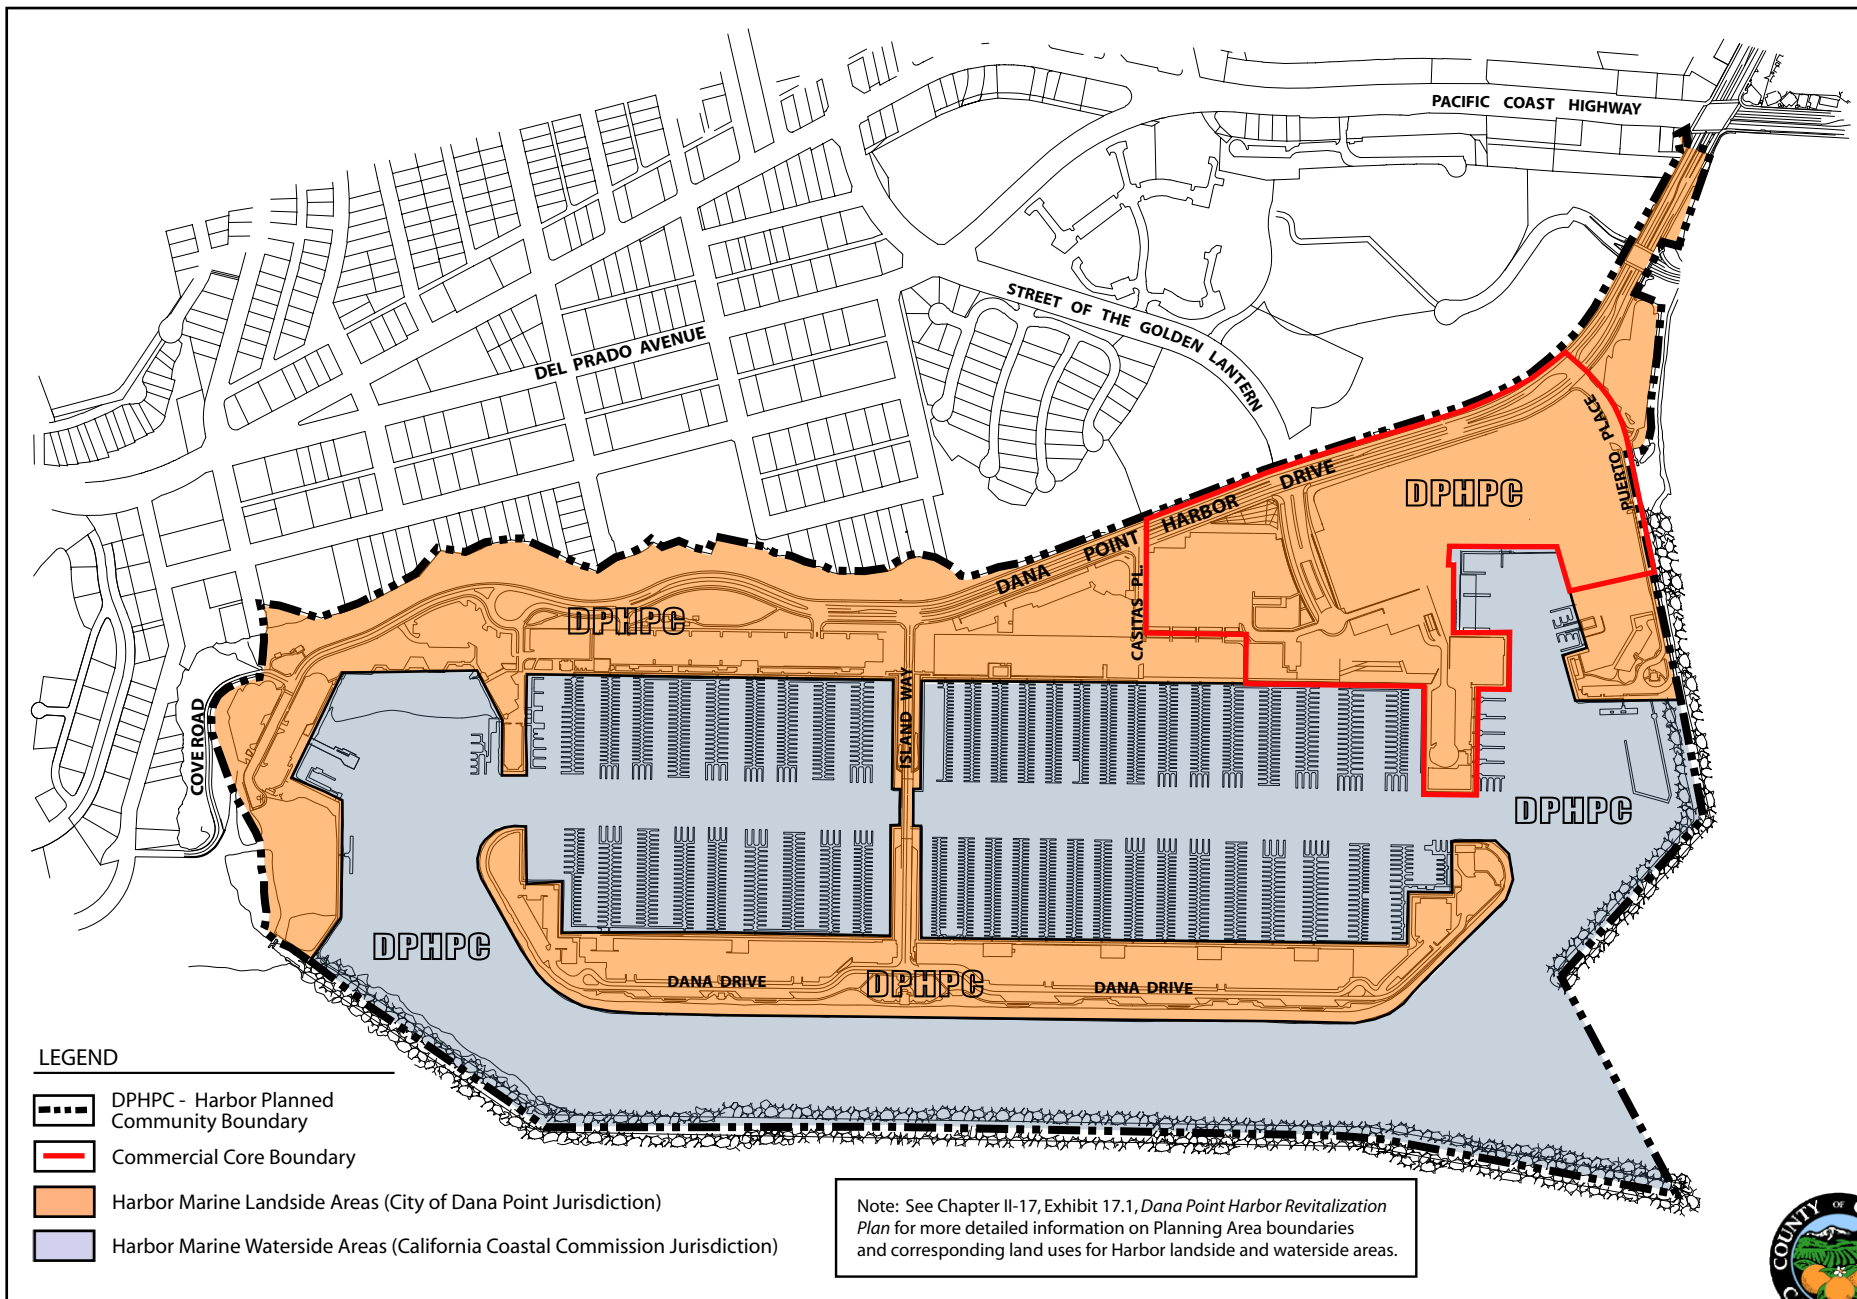 PACIFIC COAST HIGHWAY
STREET OF THE GOLDEN LANTERN
DEL PRADO AVENUE
PUERTO PLACE
DPHPC
DANA POINT HARBOR DRIVE
CASITAS PL.
DPHPC
ISLAND WAY
COVE ROAD
DPHPC
DPHPC
DPHPC
DANA DRIVE
DANA DRIVE
LEGEND
DPHPC - Harbor Planned
Community Boundary
Commercial Core Boundary
Harbor Marine Landside Areas (City of Dana Point Jurisdiction)
Harbor Marine Waterside Areas (California Coastal Commission Jurisdiction)
Note: See Chapter II-17, Exhibit 17.1, Dana Point Harbor Revitalization
Plan for more detailed information on Planning Area boundaries
and corresponding land uses for Harbor landside and waterside areas.
COUNTY OF